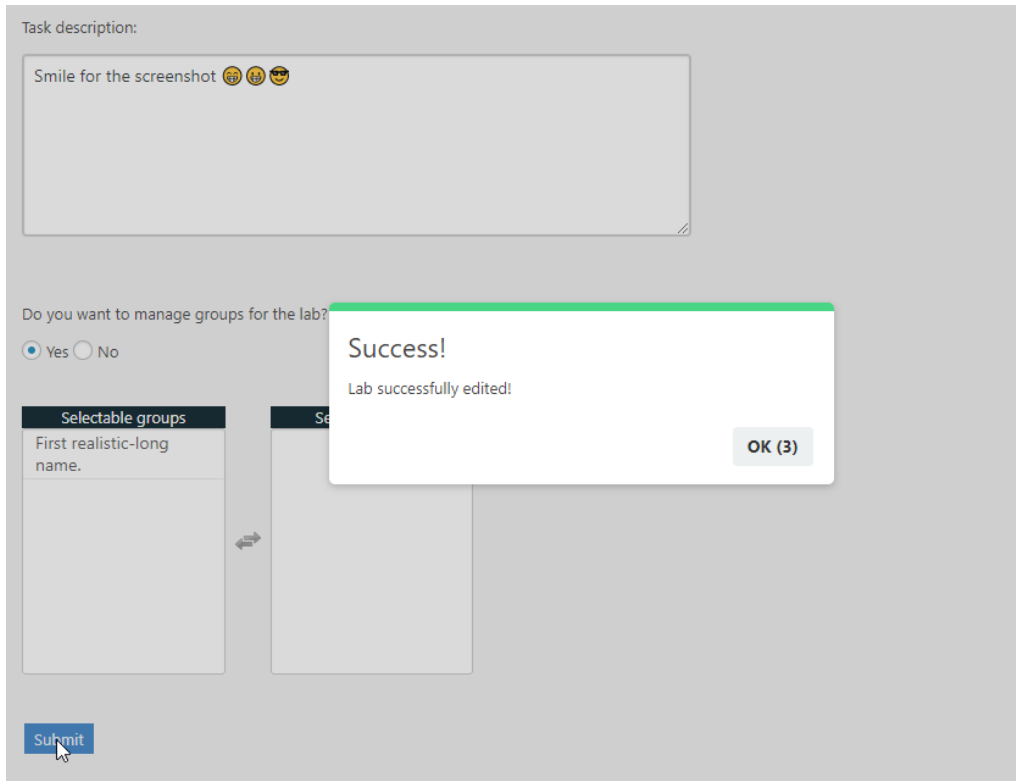 Task description:
Smile for the screenshot 😁😁😎
Do you want to manage groups for the lab?
Yes No
Success!
Lab successfully edited!
OK (3)
Selectable groups
Se
First realistic-long
name.
Submit